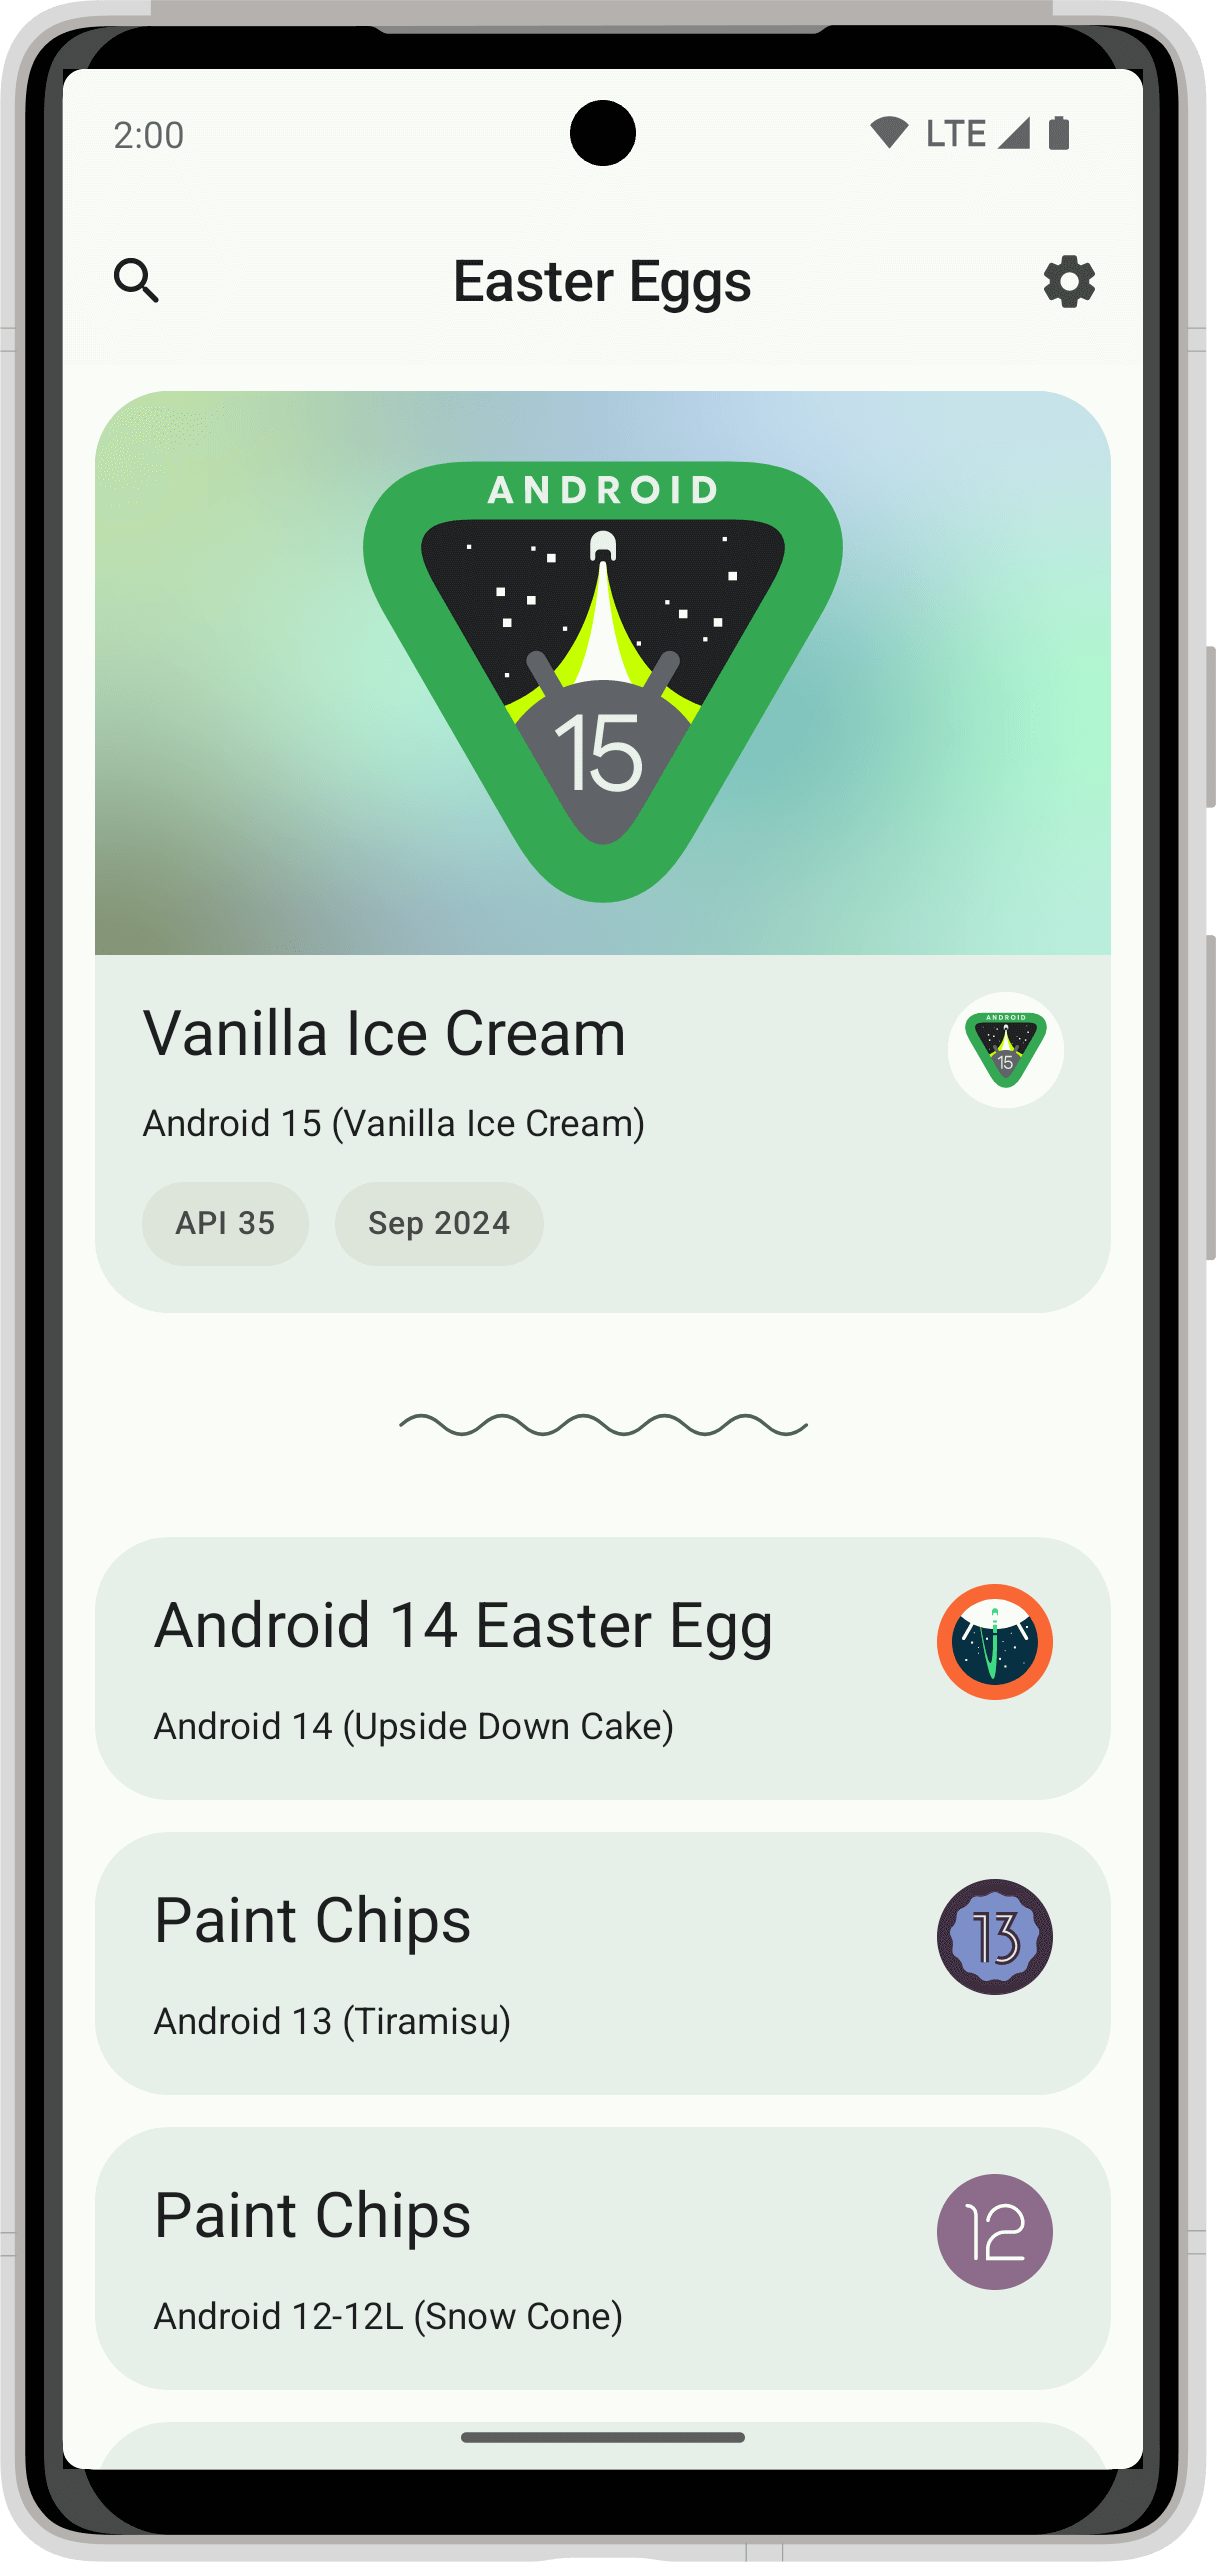 2:00
LTE
Easter Eggs
ANDROID
15
Vanilla Ice Cream
ANDROID
15
Android 15 (Vanilla Ice Cream)
API 35
Sep 2024
Android 14 Easter Egg
Android 14 (Upside Down Cake)
Paint Chips
13
Android 13 (Tiramisu)
Paint Chips
12
Android 12-12L (Snow Cone)